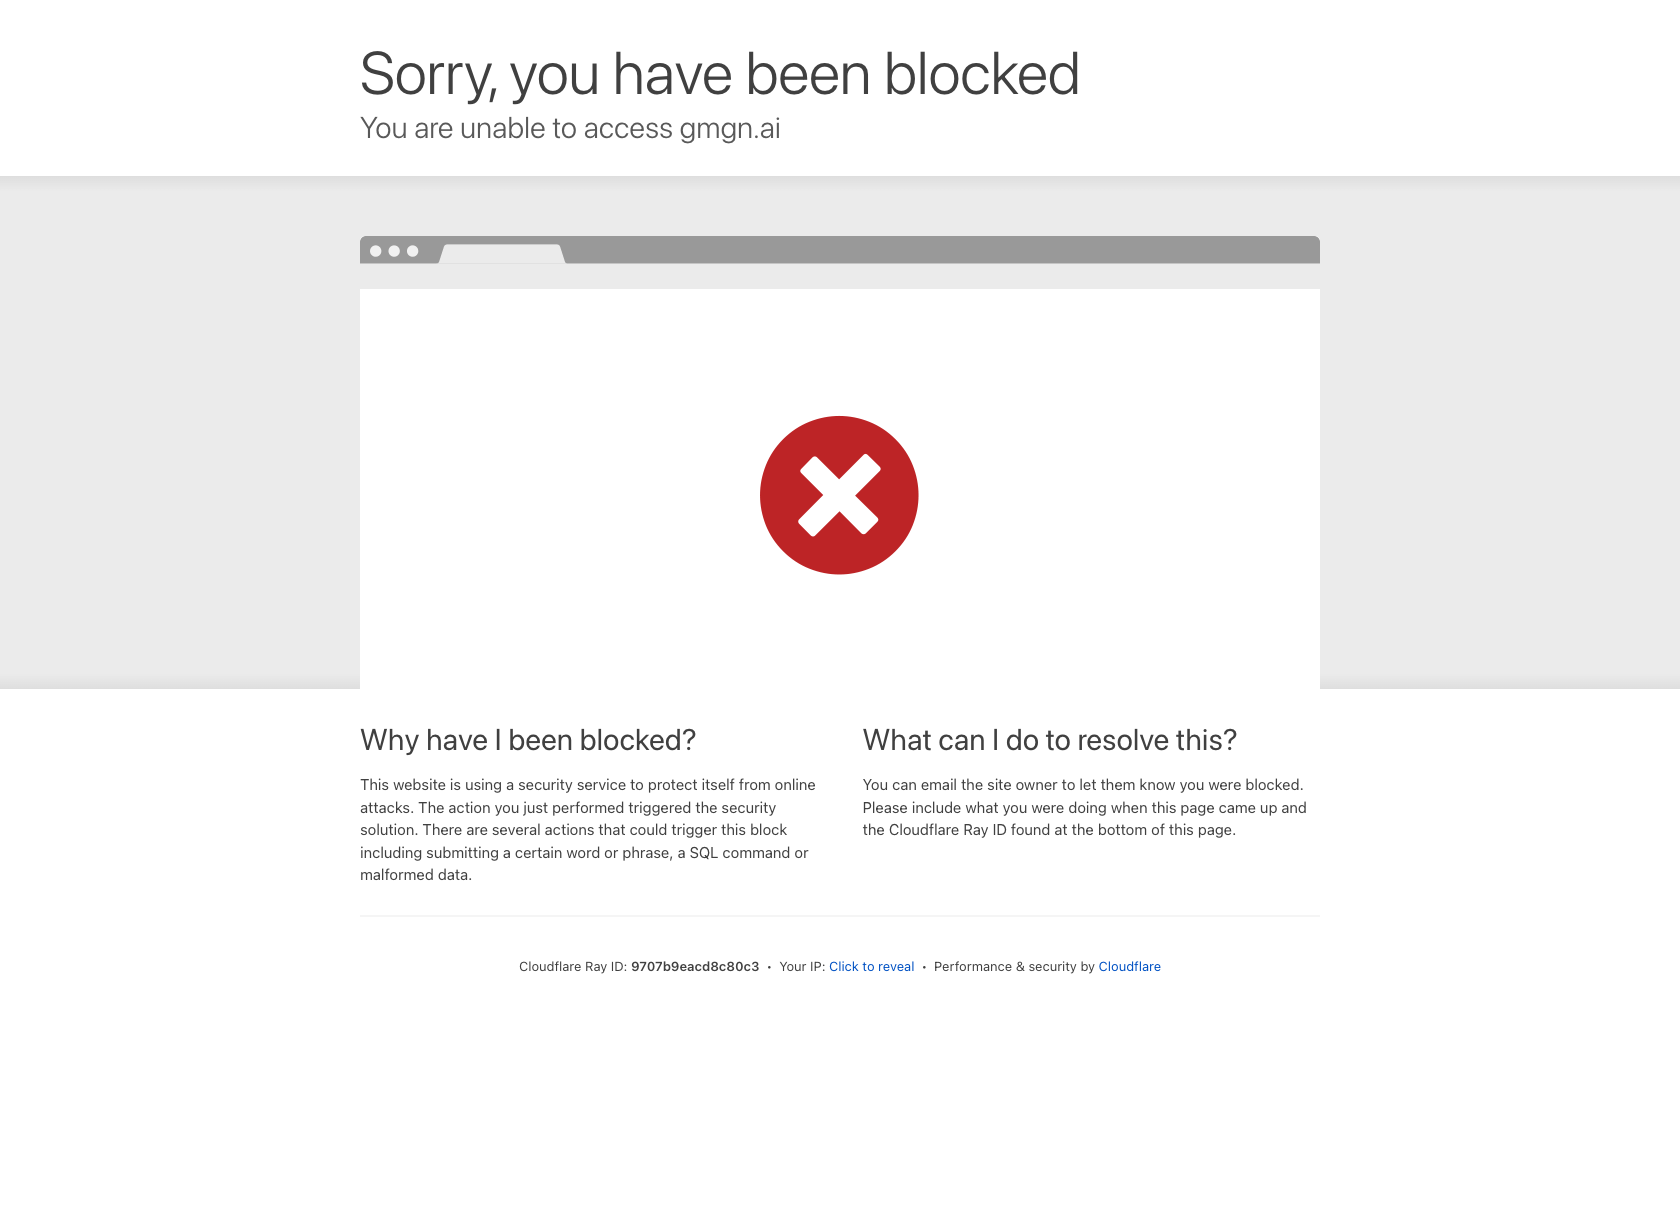 Sorry, you have been blocked
You are unable to access gmgn.ai
Why have I been blocked?
This website is using a security service to protect itself from online
attacks. The action you just performed triggered the security
solution. There are several actions that could trigger this block
including submitting a certain word or phrase, a SQL command or
malformed data.
What can I do to resolve this?
You can email the site owner to let them know you were blocked.
Please include what you were doing when this page came up and
the Cloudflare Ray ID found at the bottom of this page.
Cloudflare Ray ID: 9707b9eacd8c80c3 • Your IP: Click to reveal • Performance & security by Cloudflare